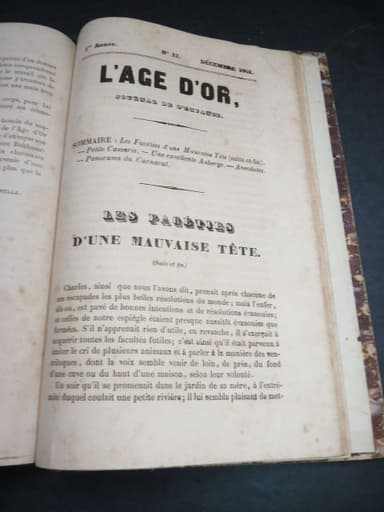 1re Année.
N° 12.
DÉCEMBRE
L'AGE D'OR,
JOURNAL DE L'ENFANCE.
SOMMAIRE : Les Facéties d'une Mauvaise Tête (suite et fin).
— Petite Causerie. — Une excellente Auberge. — Anecdotes.
— Panorama du Carnaval.
LES FACÉTIES
D'UNE MAUVAISE TÊTE.
(Suite et fin.)
Charles, ainsi que nous l'avons dit, prenait après chacune de
ses escapades les plus belles résolutions du monde ; mais l'enfer,
dit-on, est pavé de bonnes intentions et de résolutions évanouies;
et celles de notre espiègle étaient presque aussitôt évanouies que
formées. S'il n'apprenait rien d'utile, en revanche, il s'exerçait à
acquérir toutes les facultés futiles; c'est ainsi qu'il était parvenu à
imiter le cri de plusieurs animaux et à parler à la manière des ven-
triloques, dont la voix semble venir de loin, de près, du fond
d'une cave ou du haut d'une maison, selon leur volonté.
Un soir qu'il se promenait dans le jardin de sa mère, à l'extré-
mité duquel coulait une petite rivière; il lui sembla plaisant de met-